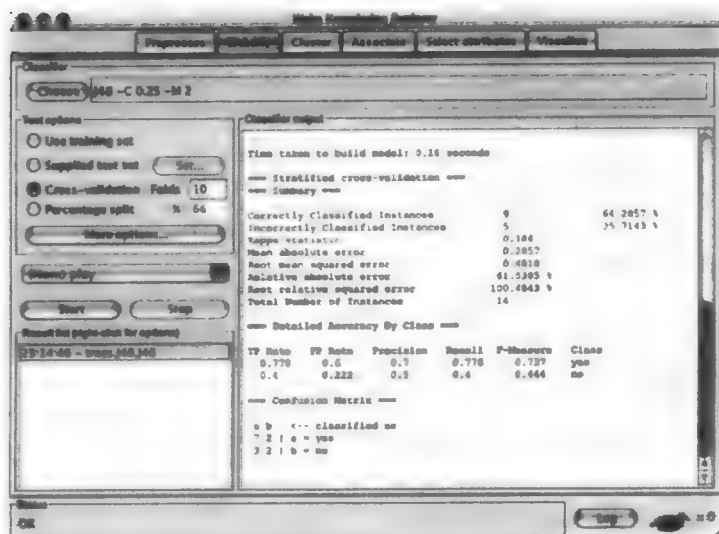 Weka Knowledge Explorer
Preprocess Classify Cluster Associate Select attributes Visualize
Classifier
Choose J48 -C 0.25 -M 2
Test options
Use training set
Supplied test set Set...
Cross-validation Folds 10
Percentage split % 66
More options...
(Nom) play
Start Stop
Result list (right-click for options)
- trees.J48.J48
Classifier output
Time taken to build model: 0.16 seconds
=== Stratified cross-validation ===
=== Summary ===
Correctly Classified Instances 9 64.2857 %
Incorrectly Classified Instances 5 35.7143 %
Kappa statistic 0.186
Mean absolute error 0.2857
Root mean squared error 0.4818
Relative absolute error %
Root relative squared error %
Total Number of Instances 14
=== Detailed Accuracy By Class ===
TP Rate FP Rate Precision Recall F-Measure Class
0.778 0.6 0.7 0.778 0.737 yes
0.4 0.222 0.5 0.4 0.444 no
=== Confusion Matrix ===
a b <-- classified as
7 2 | a = yes
3 2 | b = no
Status
OK
Log x 0